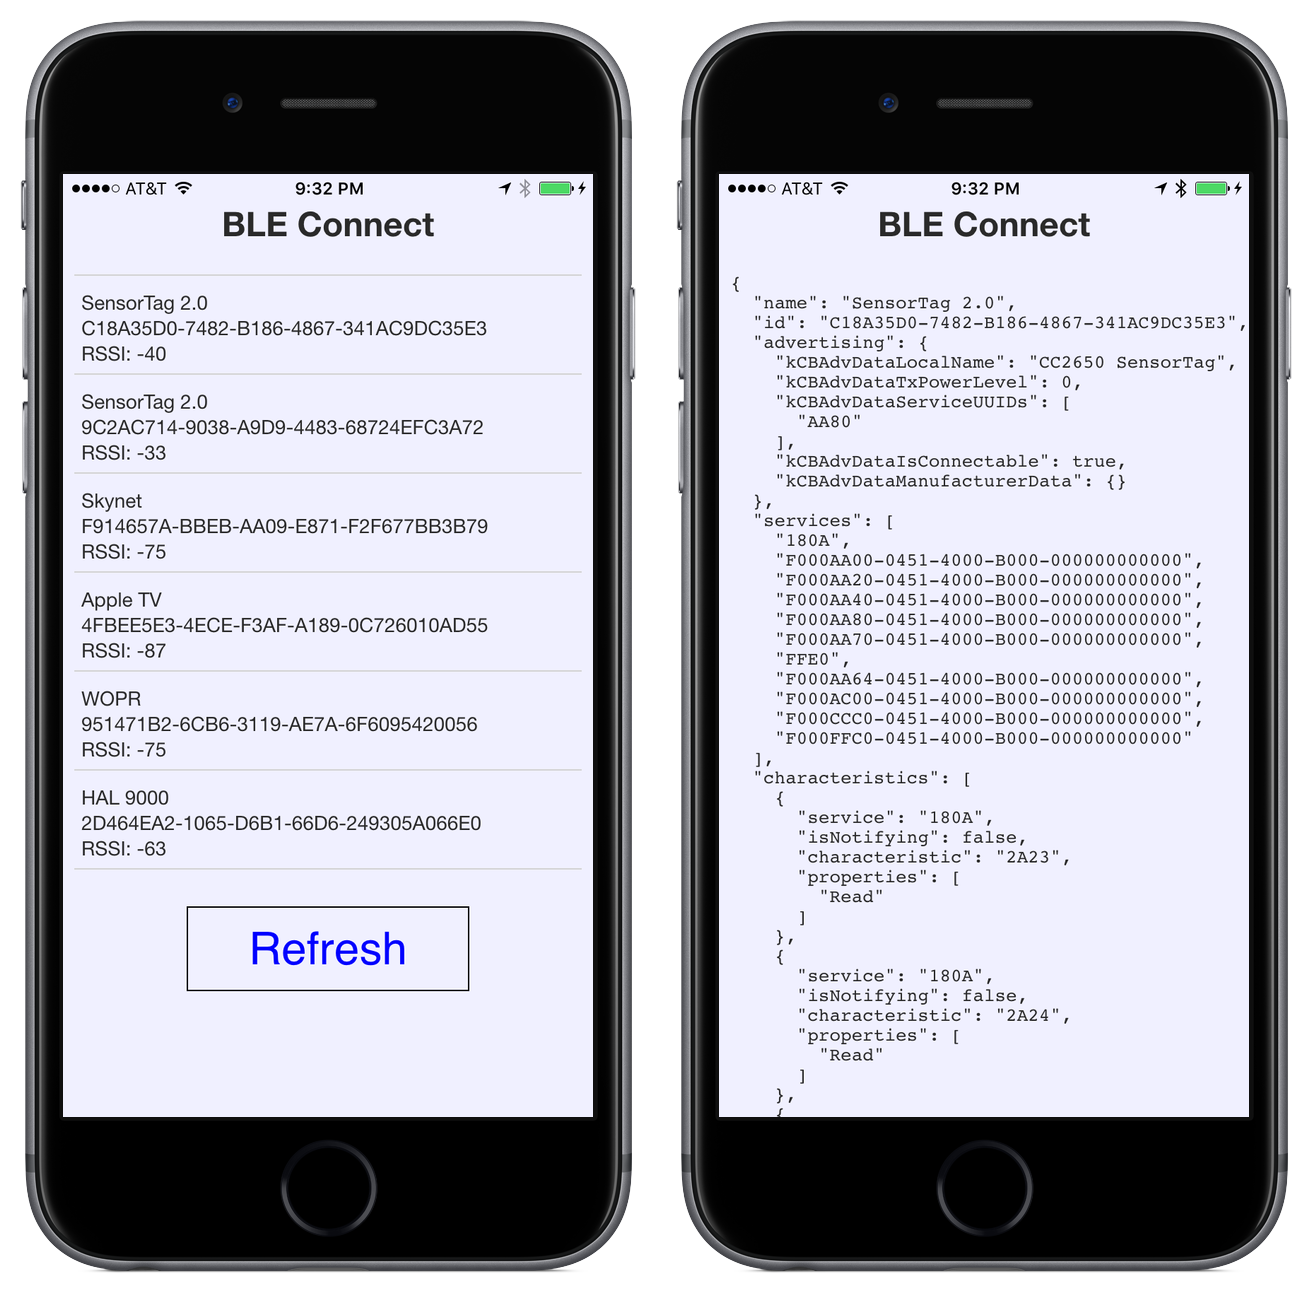 AT&T 9:32 PM
BLE Connect
SensorTag 2.0
C18A35D0-7482-B186-4867-341AC9DC35E3
RSSI: -40
SensorTag 2.0
9C2AC714-9038-A9D9-4483-68724EFC3A72
RSSI: -33
Skynet
F914657A-BBEB-AA09-E871-F2F677BB3B79
RSSI: -75
Apple TV
4FBEE5E3-4ECE-F3AF-A189-0C726010AD55
RSSI: -87
WOPR
951471B2-6CB6-3119-AE7A-6F6095420056
RSSI: -75
HAL 9000
2D464EA2-1065-D6B1-66D6-249305A066E0
RSSI: -63
Refresh
AT&T 9:32 PM
BLE Connect
{
  "name": "SensorTag 2.0",
  "id": "C18A35D0-7482-B186-4867-341AC9DC35E3",
  "advertising": {
    "kCBAdvDataLocalName": "CC2650 SensorTag",
    "kCBAdvDataTxPowerLevel": 0,
    "kCBAdvDataServiceUUIDs": [
      "AA80"
    ],
    "kCBAdvDataIsConnectable": true,
    "kCBAdvDataManufacturerData": {}
  },
  "services": [
    "180A",
    "F000AA00-0451-4000-B000-000000000000",
    "F000AA20-0451-4000-B000-000000000000",
    "F000AA40-0451-4000-B000-000000000000",
    "F000AA80-0451-4000-B000-000000000000",
    "F000AA70-0451-4000-B000-000000000000",
    "FFE0",
    "F000AA64-0451-4000-B000-000000000000",
    "F000AC00-0451-4000-B000-000000000000",
    "F000CCC0-0451-4000-B000-000000000000",
    "F000FFC0-0451-4000-B000-000000000000"
  ],
  "characteristics": [
    {
      "service": "180A",
      "isNotifying": false,
      "characteristic": "2A23",
      "properties": [
        "Read"
      ]
    },
    {
      "service": "180A",
      "isNotifying": false,
      "characteristic": "2A24",
      "properties": [
        "Read"
      ]
    },
    {